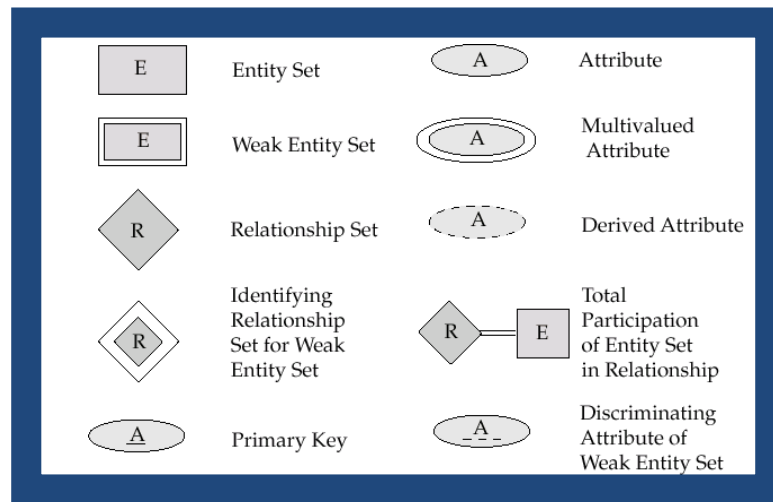 E
Entity Set
A
Attribute
E
Weak Entity Set
A
Multivalued
Attribute
R
Relationship Set
A
Derived Attribute
R
Identifying
Relationship
Set for Weak
Entity Set
R
E
Total
Participation
of Entity Set
in Relationship
A
Primary Key
A
Discriminating
Attribute of
Weak Entity Set